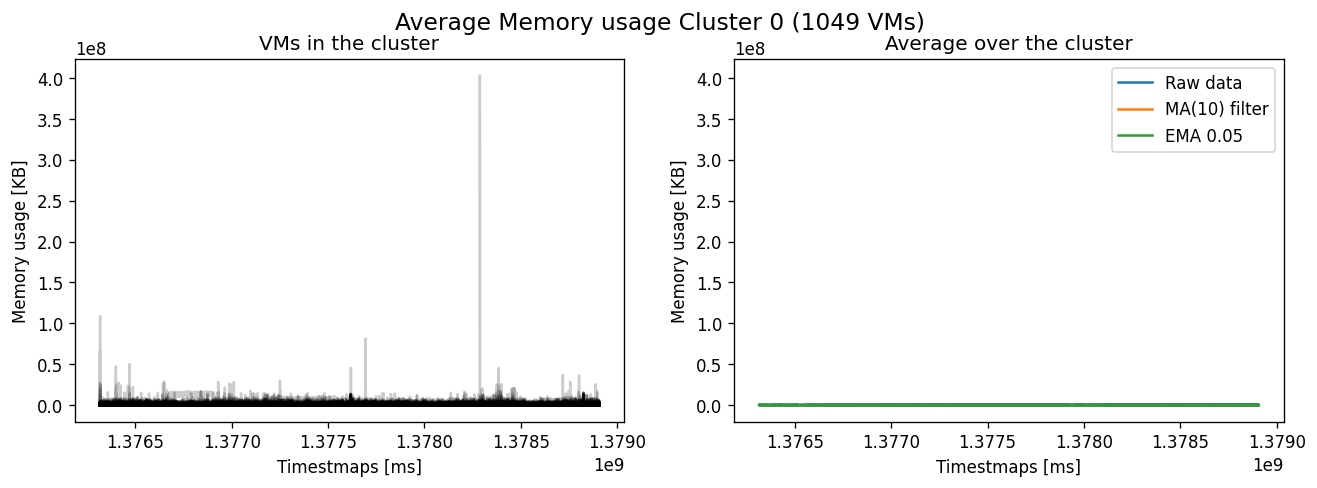 Average Memory usage Cluster 0 (1049 VMs)
VMs in the cluster
1e8
4.0
3.5
3.0
2.5
2.0
1.5
1.0
0.5
0.0
Memory usage [KB]
1.3765
1.3770
1.3775
1.3780
1.3785
1.3790
1e9
Timestmaps [ms]
Average over the cluster
1e8
4.0
3.5
3.0
2.5
2.0
1.5
1.0
0.5
0.0
Memory usage [KB]
Raw data
MA(10) filter
EMA 0.05
1.3765
1.3770
1.3775
1.3780
1.3785
1.3790
1e9
Timestmaps [ms]